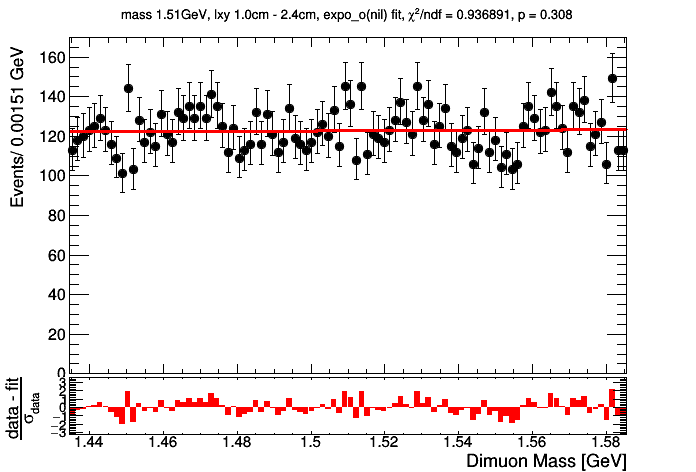 mass 1.51GeV, lxy 1.0cm - 2.4cm, expo_o(nil) fit, χ²/ndf = 0.936891, p = 0.308
Events/ 0.00151 GeV
160
140
120
100
80
60
40
20
0
data - fit
σdata
3
2
1
0
−1
−2
−3
1.44 1.46 1.48 1.5 1.52 1.54 1.56 1.58
Dimuon Mass [GeV]